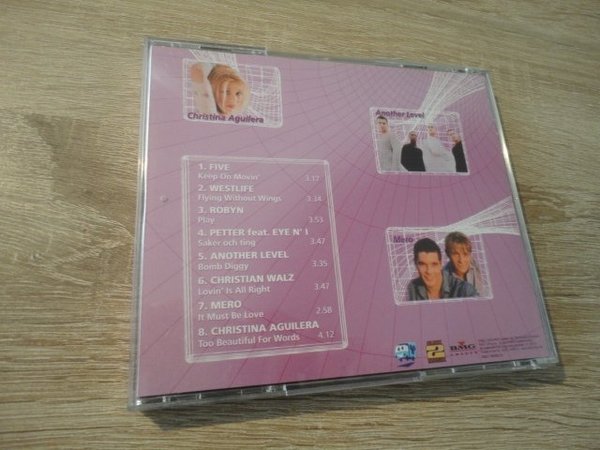 Christina Aguilera
Another Level
Mero
1. FIVE
Keep On Movin' 3.17
2. WESTLIFE
Flying Without Wings 3.34
3. ROBYN
Play 3.53
4. PETTER feat. EYE N' I
Saker och ting 3.47
5. ANOTHER LEVEL
Bomb Diggy 3.35
6. CHRISTIAN WALZ
Lovin' Is All Right 3.47
7. MERO
It Must Be Love 2.58
8. CHRISTINA AGUILERA
Too Beautiful For Words 4.12
2
BMG